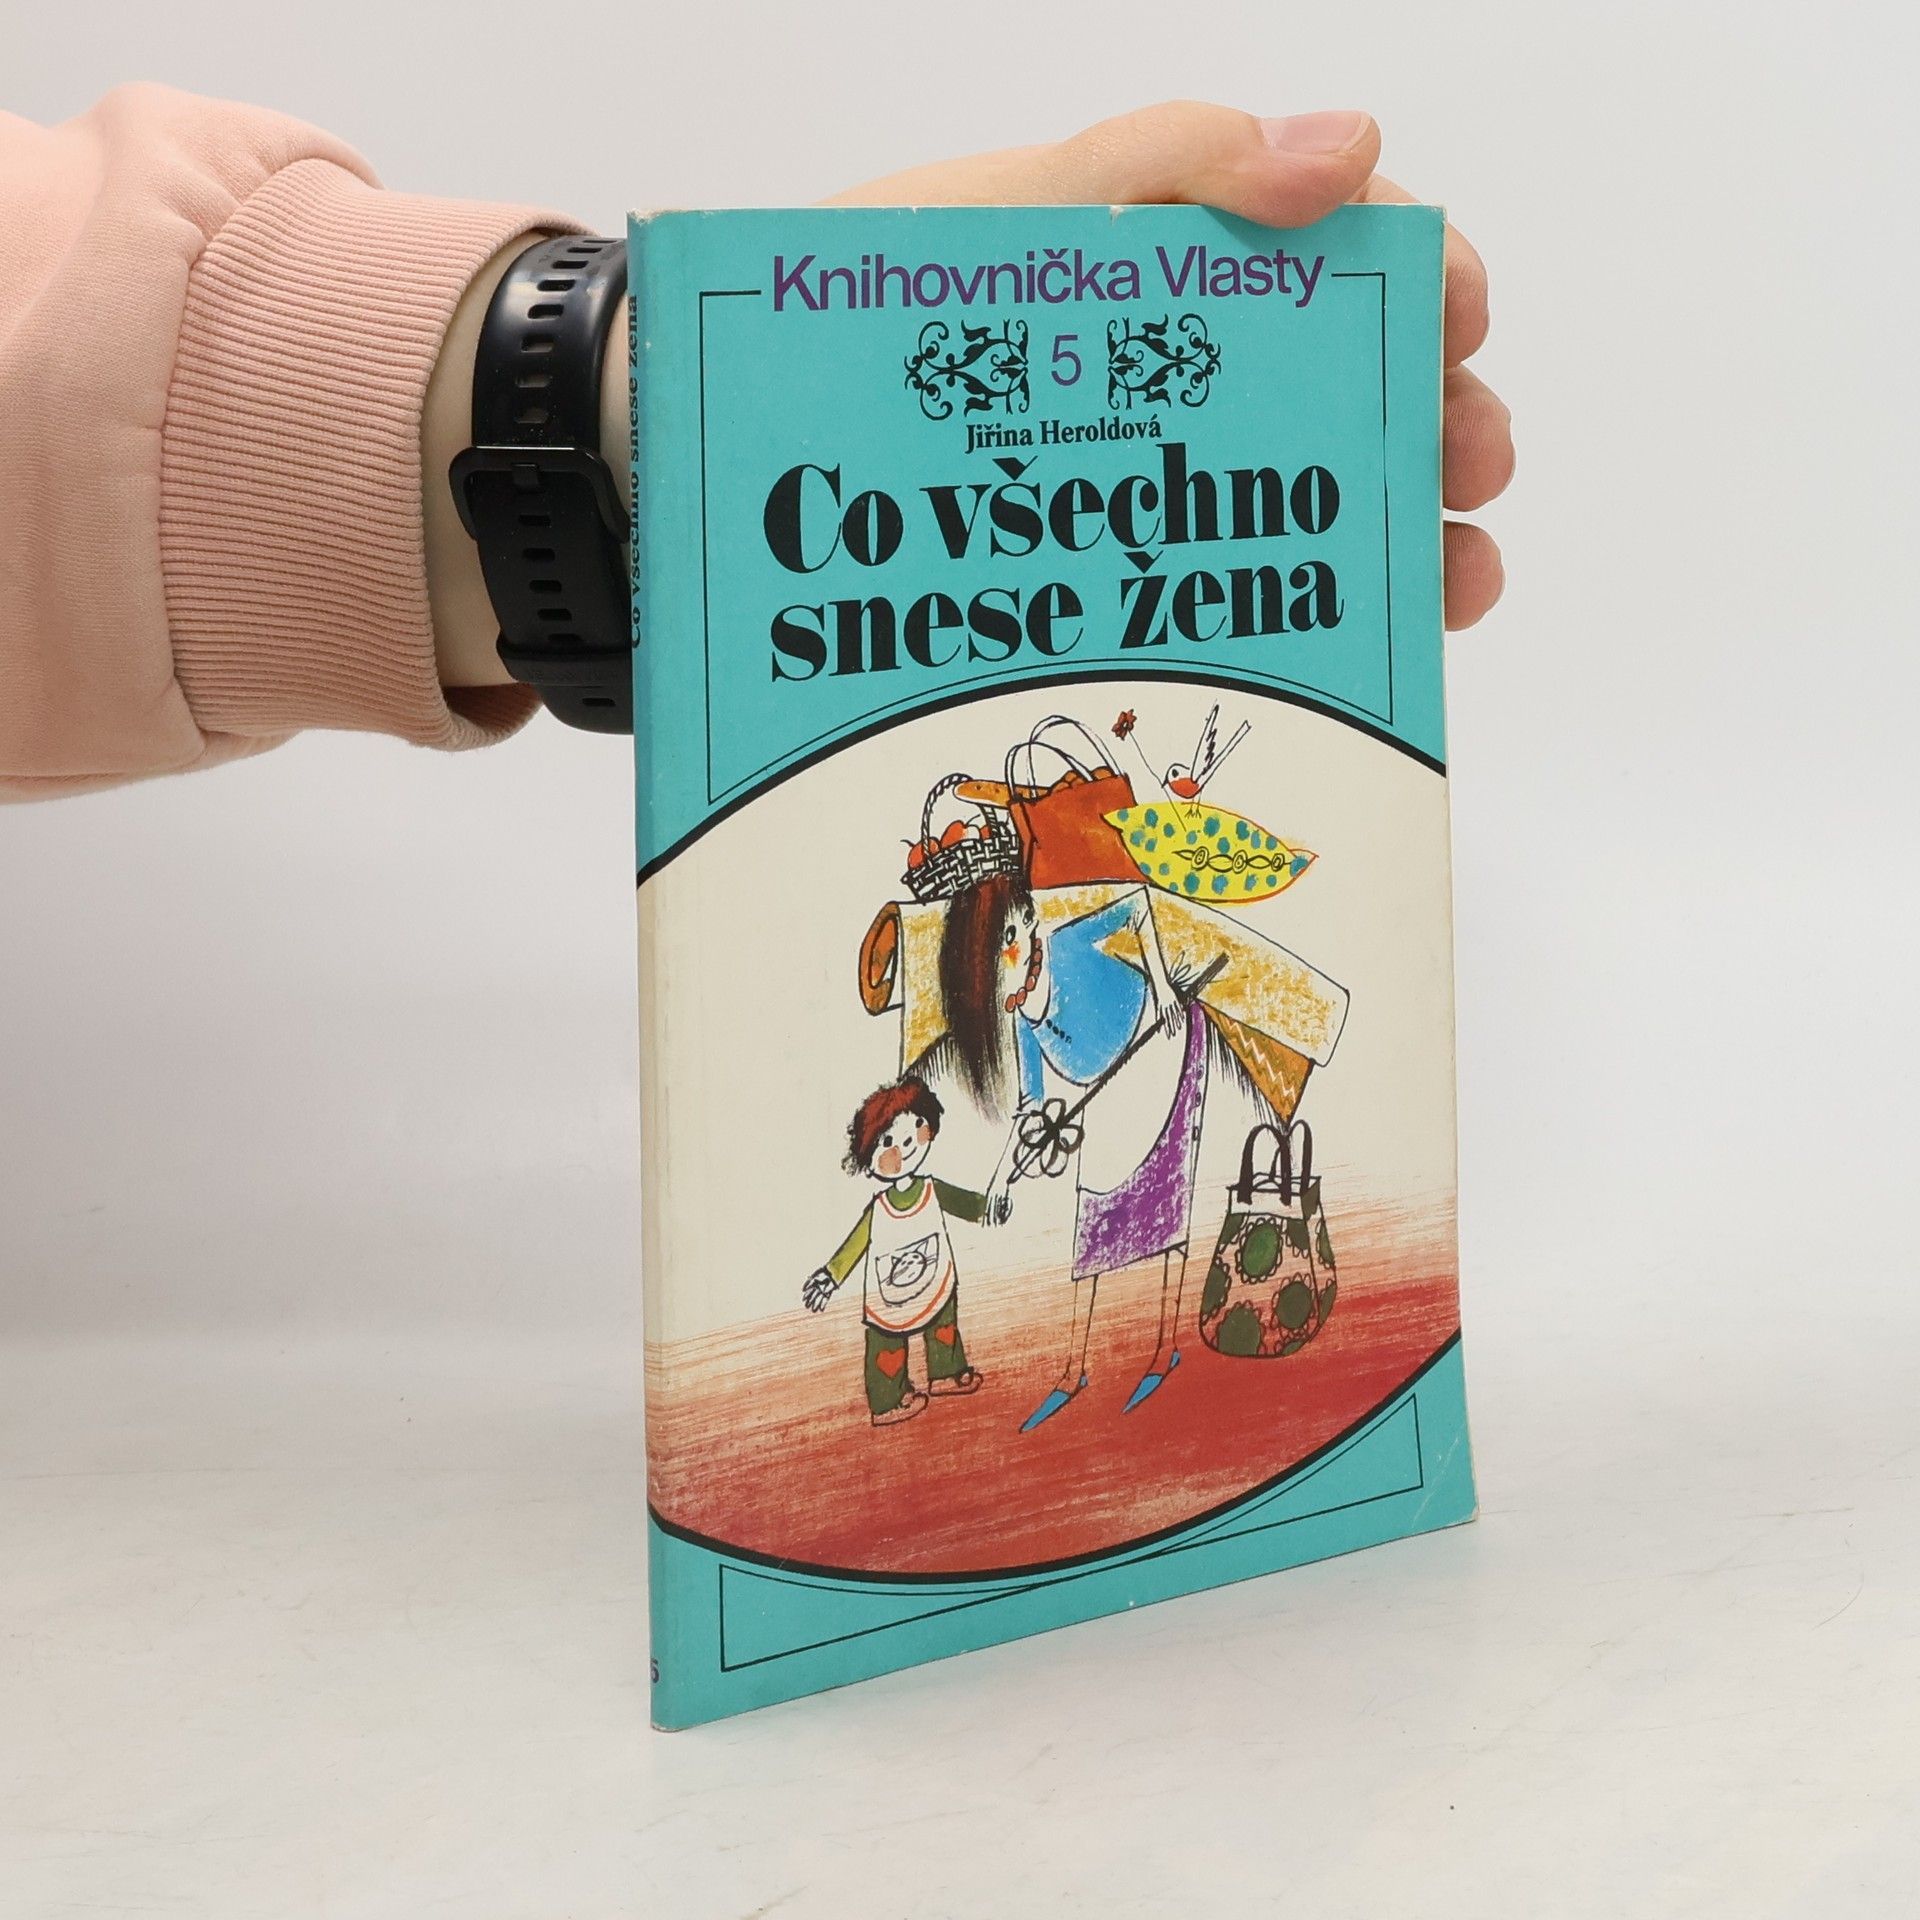 Knihovnička Vlasty
5
Jiřina Heroldová
Co všechno
snese žena
Co všechno snese žena
5